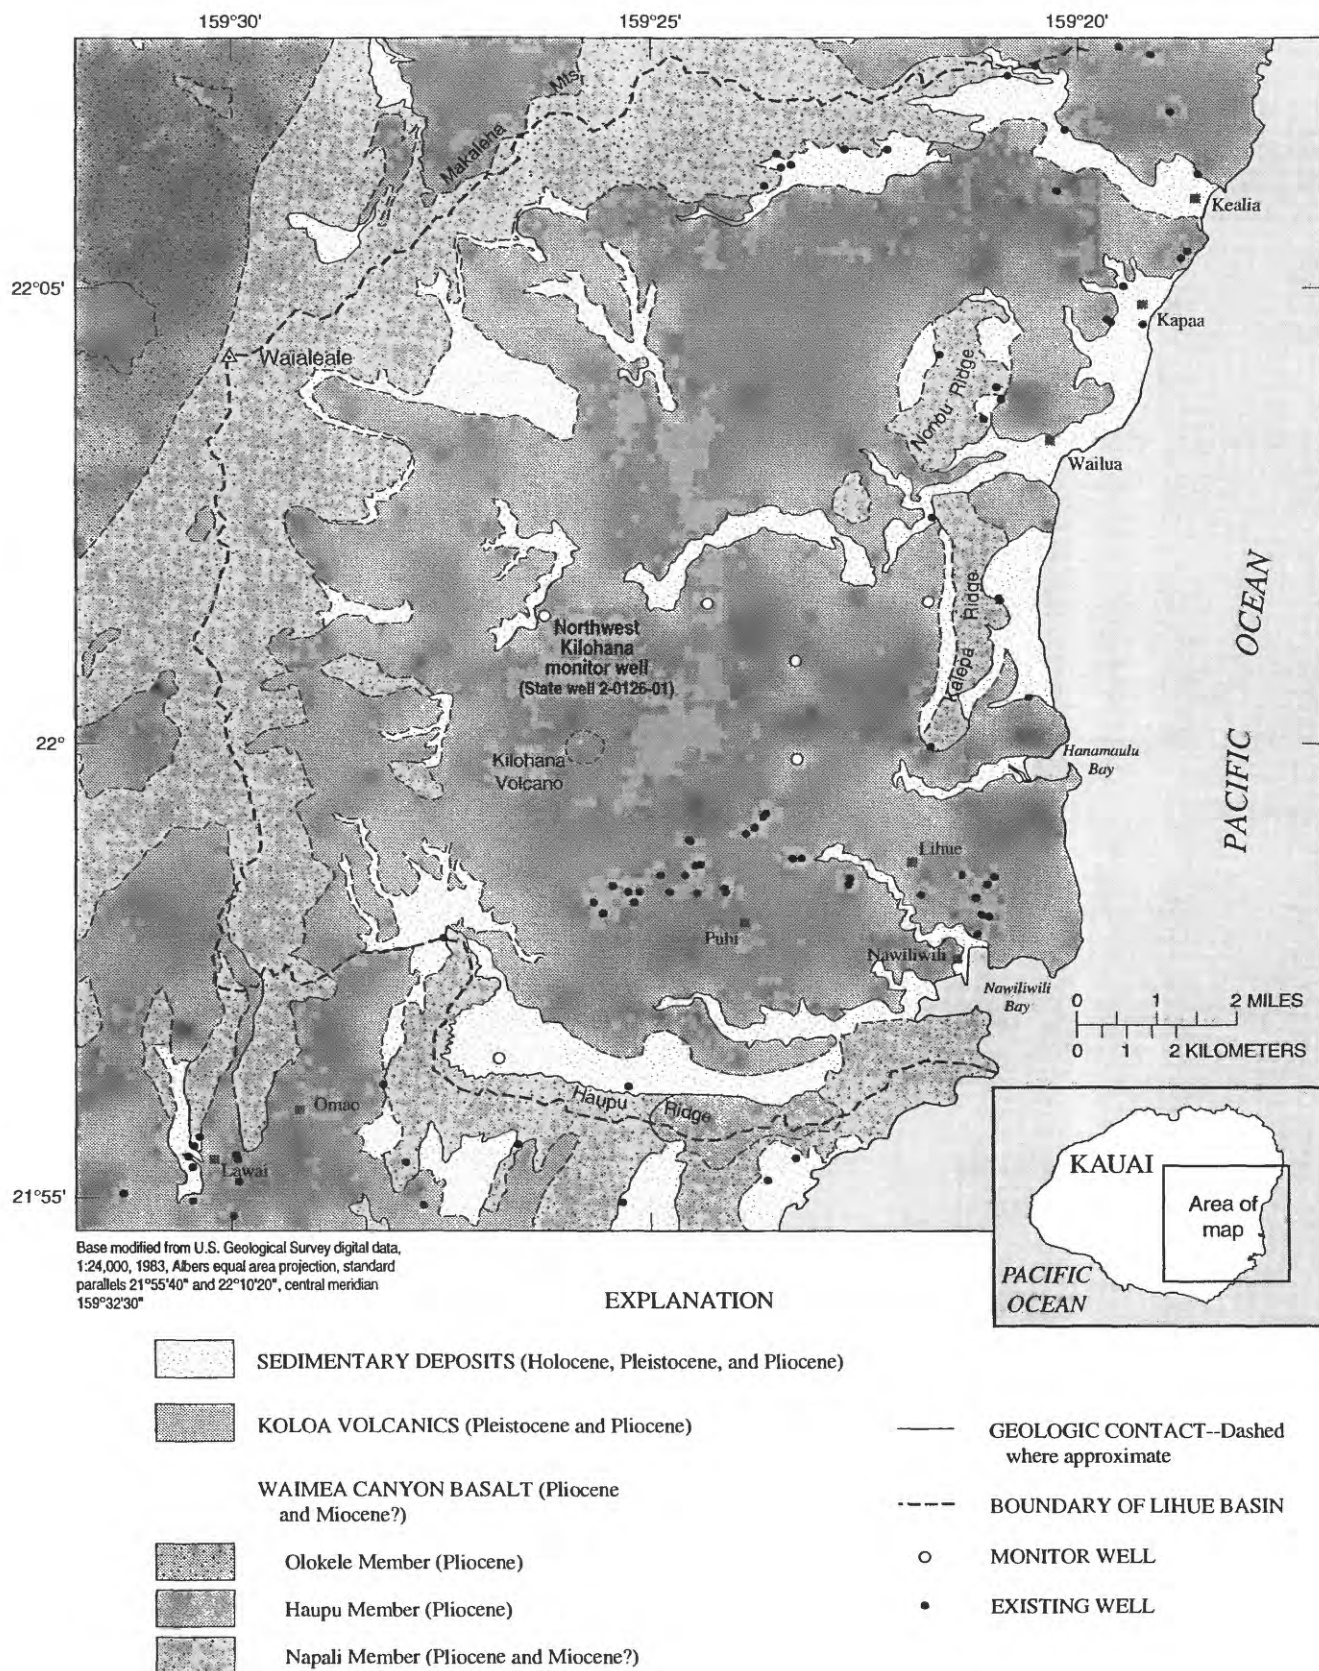 159°30'
159°25'
159°20'
Makaleha Mts
Kealia
22°05'
Kapaa
Waialeale
Nonou Ridge
Wailua
Kalepa Ridge
PACIFIC OCEAN
Northwest
Kilohana
monitor well
(State well 2-0126-01)
22°
Kilohana
Volcano
Hanamaulu
Bay
Lihue
Puhi
Nawiliwili
Nawiliwili
Bay
0 1 2 MILES
0 1 2 KILOMETERS
Haupu Ridge
Omao
Lawai
21°55'
KAUAI
Area of
map
PACIFIC
OCEAN
Base modified from U.S. Geological Survey digital data,
1:24,000, 1983, Albers equal area projection, standard
parallels 21°55'40" and 22°10'20", central meridian
159°32'30"
EXPLANATION
SEDIMENTARY DEPOSITS (Holocene, Pleistocene, and Pliocene)
KOLOA VOLCANICS (Pleistocene and Pliocene)
WAIMEA CANYON BASALT (Pliocene
and Miocene?)
Olokele Member (Pliocene)
Haupu Member (Pliocene)
Napali Member (Pliocene and Miocene?)
GEOLOGIC CONTACT--Dashed
where approximate
BOUNDARY OF LIHUE BASIN
MONITOR WELL
EXISTING WELL